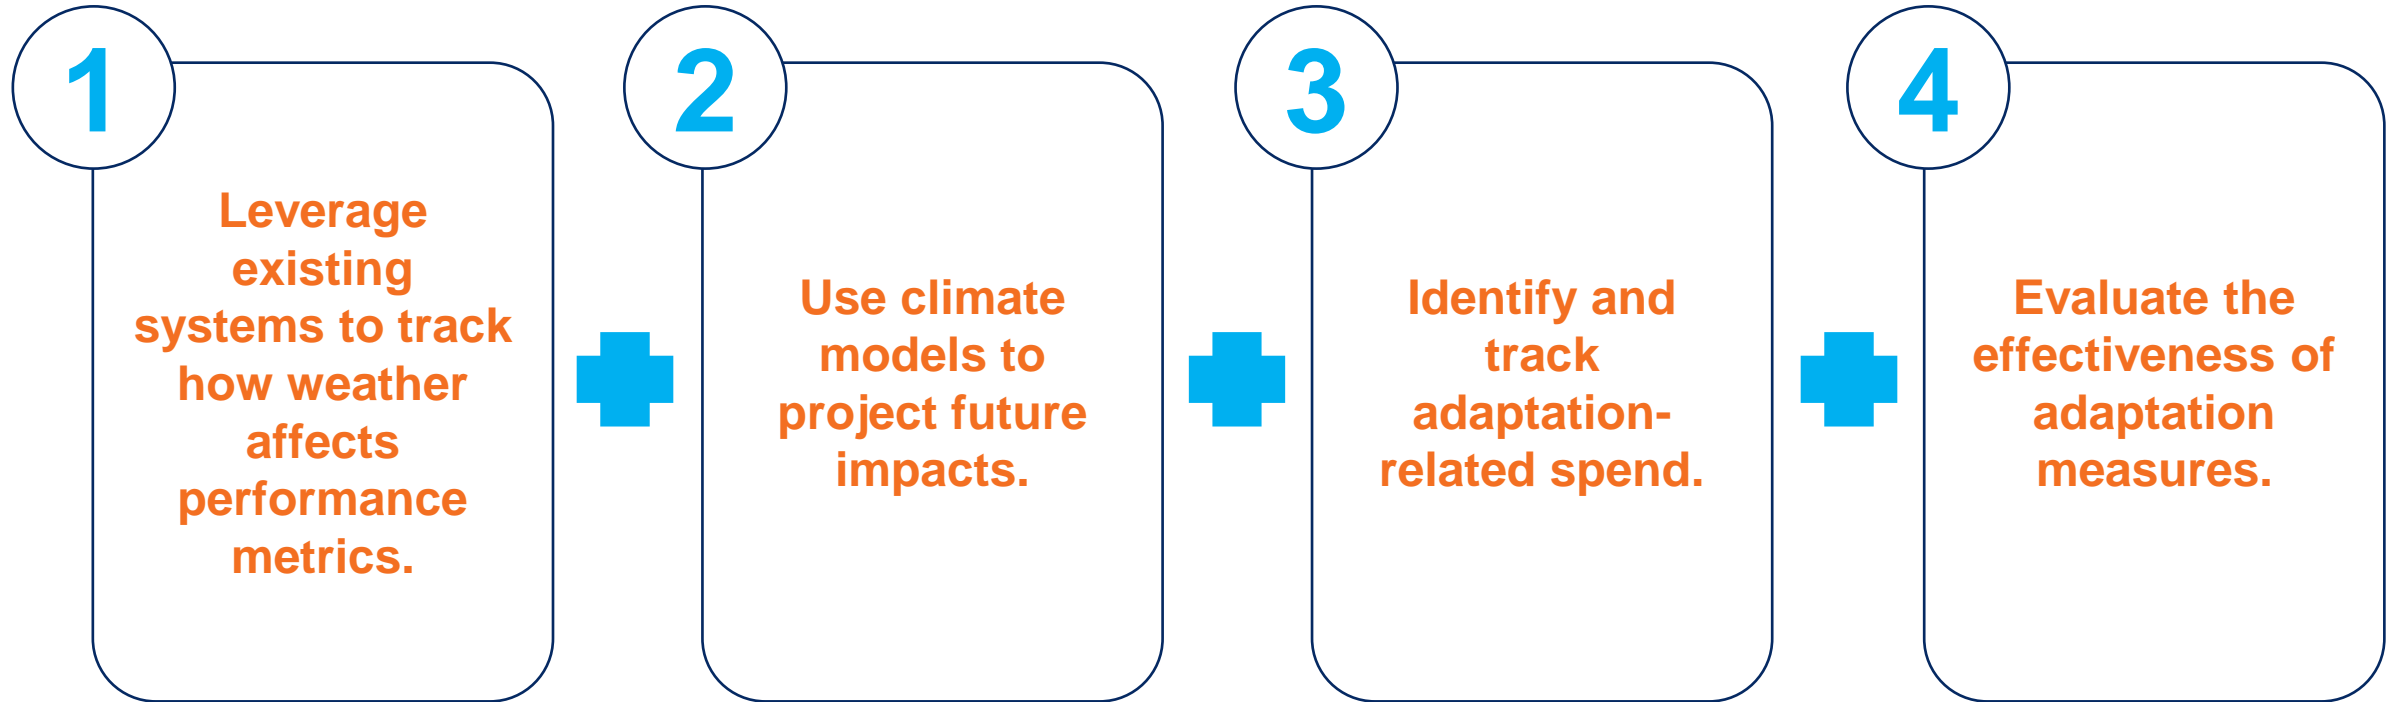 1
Leverage
existing
systems to track
how weather
affects
performance
metrics.
2
Use climate
models to
project future
impacts.
3
Identify and
track
adaptation-
related spend.
4
Evaluate the
effectiveness of
adaptation
measures.